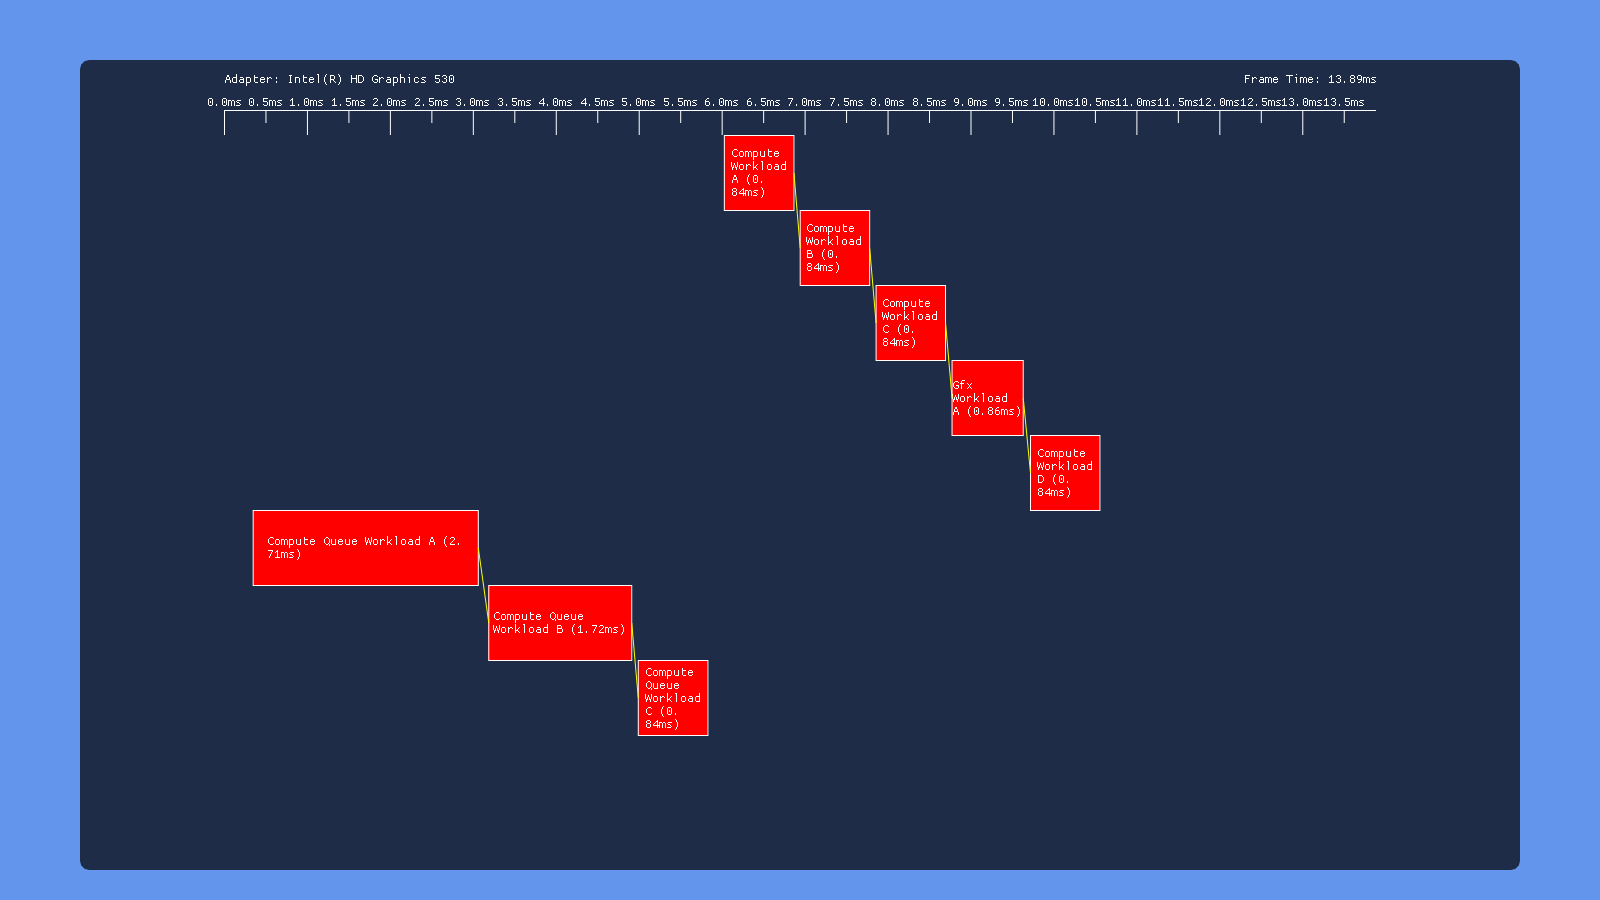 Adapter: Intel(R) HD Graphics 530
Frame Time: 13.89ms
0.0ms 0.5ms 1.0ms 1.5ms 2.0ms 2.5ms 3.0ms 3.5ms 4.0ms 4.5ms 5.0ms 5.5ms 6.0ms 6.5ms 7.0ms 7.5ms 8.0ms 8.5ms 9.0ms 9.5ms 10.0ms 10.5ms 11.0ms 11.5ms 12.0ms 12.5ms 13.0ms 13.5ms
Compute
Workload
A (0.
84ms)
Compute
Workload
B (0.
84ms)
Compute
Workload
C (0.
84ms)
Gfx
Workload
A (0.86ms)
Compute
Workload
D (0.
84ms)
Compute Queue Workload A (2.
71ms)
Compute Queue
Workload B (1.72ms)
Compute
Queue
Workload
C (0.
84ms)